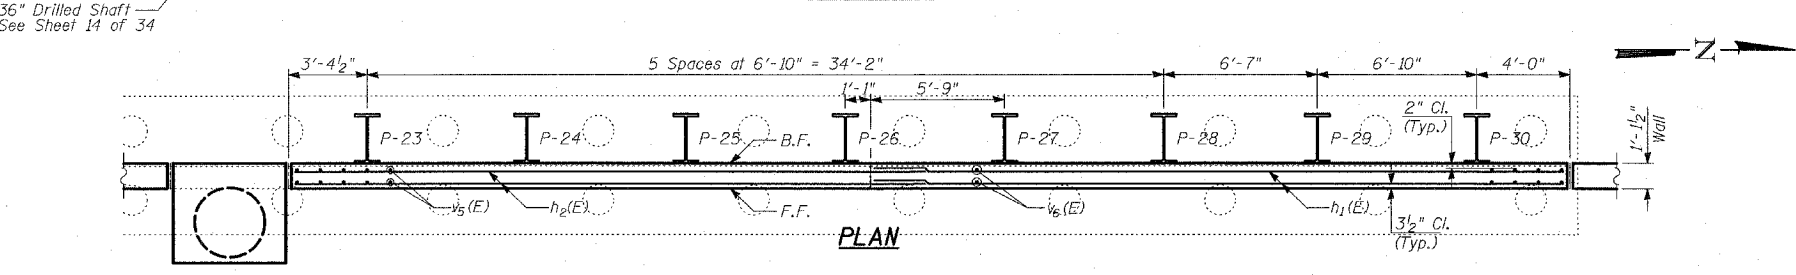 36" Drilled Shaft
See Sheet 14 of 34
3'-4½"
5 Spaces at 6'-10" = 34'-2"
6'-7"
6'-10"
4'-0"
N
1'-1"
5'-9"
2" Cl.
(Typ.)
1'-1½"
Wall
P-23
P-24
P-25
P-26
P-27
P-28
P-29
P-30
B.F.
v5(E)
h2(E)
F.F.
v6(E)
h1(E)
3½" Cl.
(Typ.)
PLAN